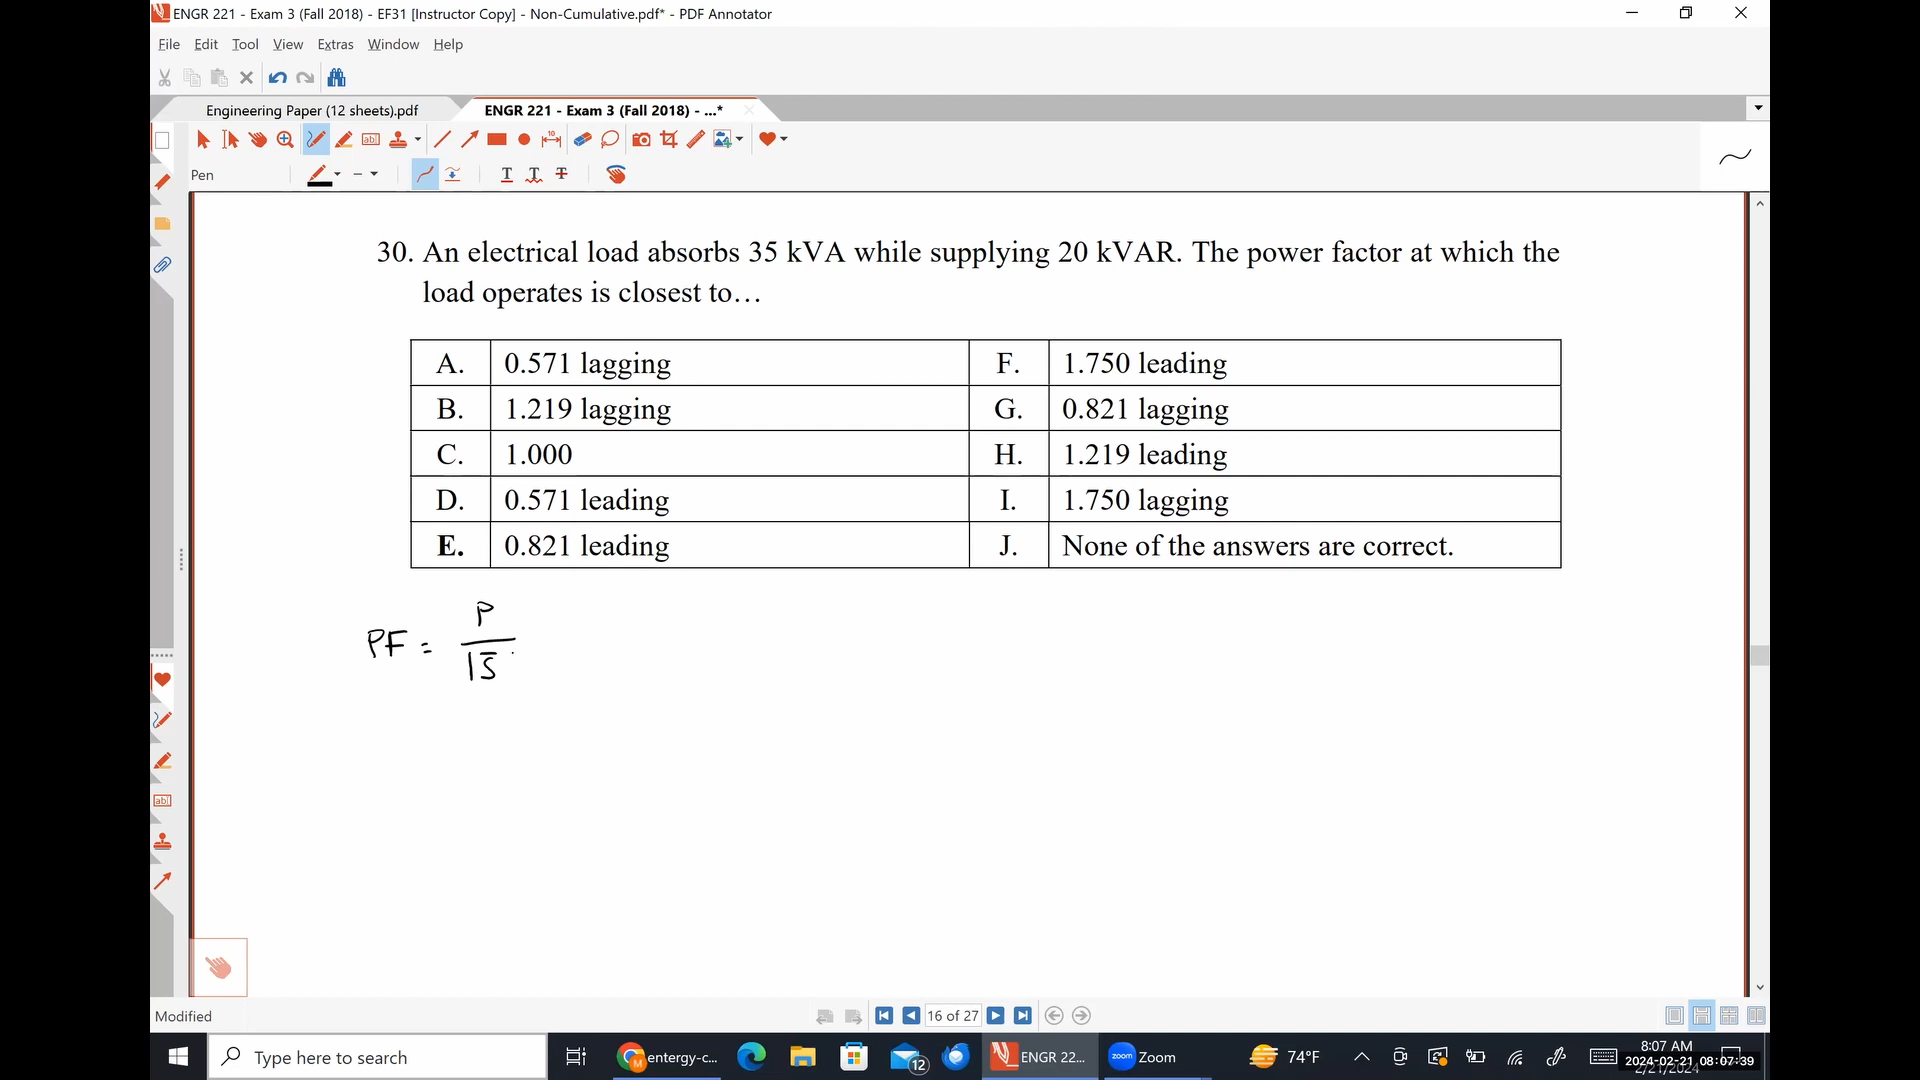 ENGR 221 - Exam 3 (Fall 2018) - EF31 [Instructor Copy] - Non-Cumulative.pdf* - PDF Annotator
File Edit Tool View Extras Window Help
Engineering Paper (12 sheets).pdf
ENGR 221 - Exam 3 (Fall 2018) - ...*
Pen
30. An electrical load absorbs 35 kVA while supplying 20 kVAR. The power factor at which the
load operates is closest to…
A. 0.571 lagging F. 1.750 leading
B. 1.219 lagging G. 0.821 lagging
C. 1.000 H. 1.219 leading
D. 0.571 leading I. 1.750 lagging
E. 0.821 leading J. None of the answers are correct.
P
PF =
|S̅
Modified
16 of 27
Type here to search
entergy-c...
12
ENGR 22...
zoom Zoom
74°F
8:07 AM
2024-02-21 08:07:39